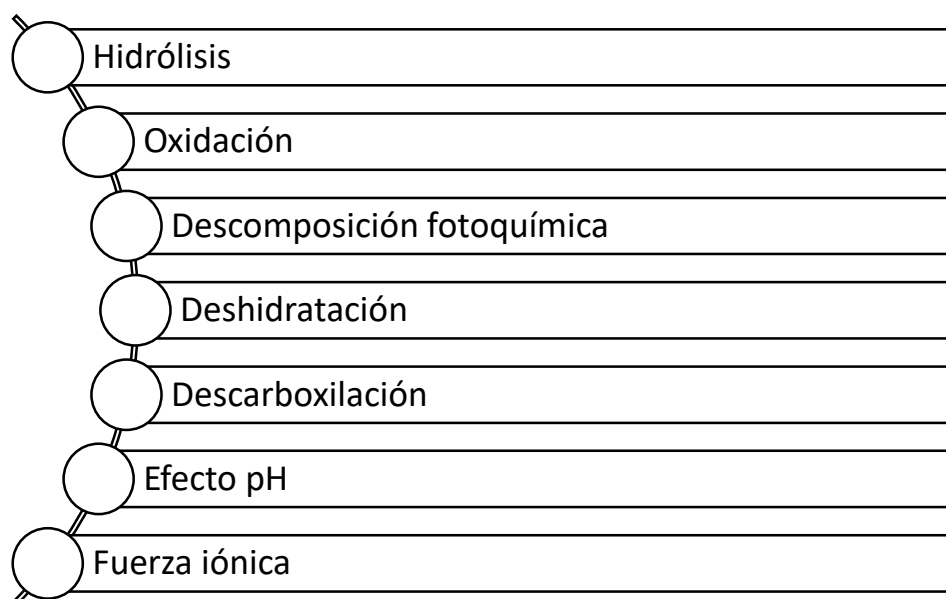 Hidrólisis
Oxidación
Descomposición fotoquímica
Deshidratación
Descarboxilación
Efecto pH
Fuerza iónica